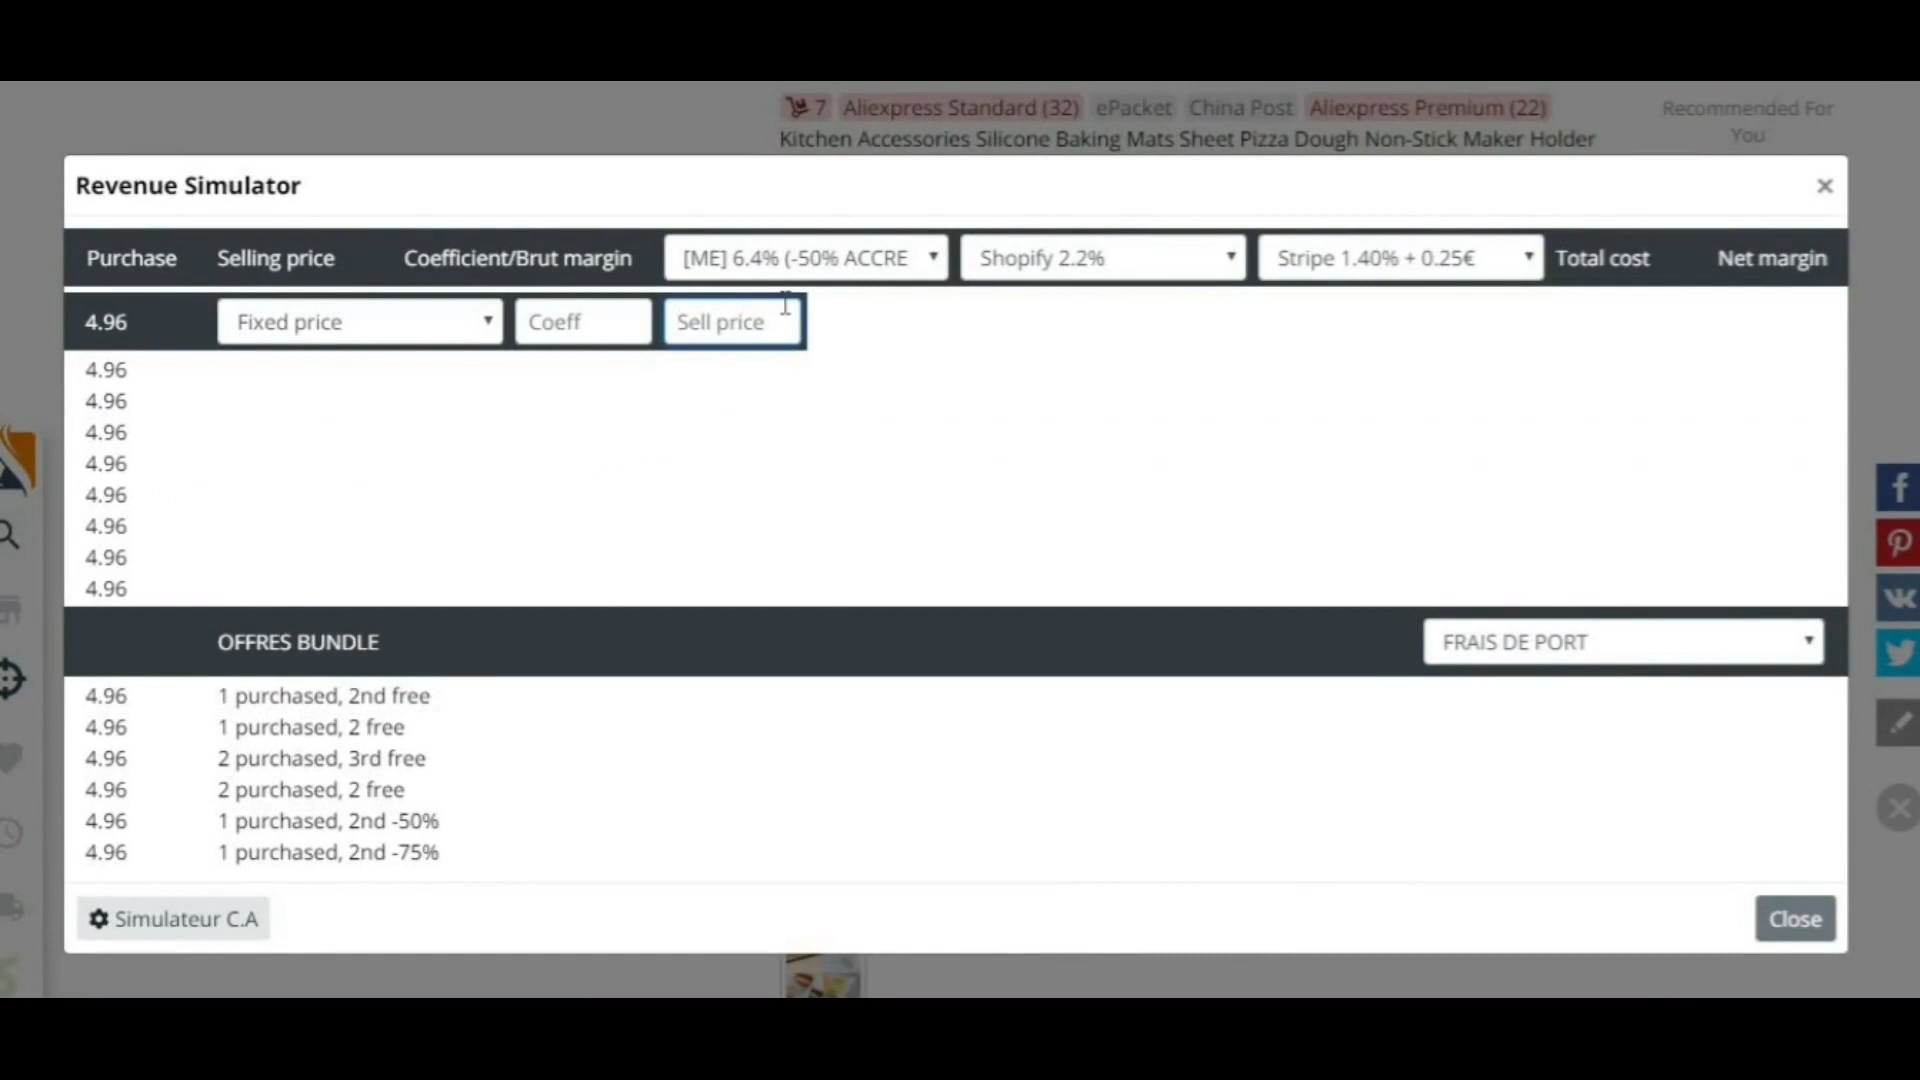 7 Aliexpress Standard (32) ePacket China Post Aliexpress Premium (22)
Kitchen Accessories Silicone Baking Mats Sheet Pizza Dough Non-Stick Maker Holder
Recommended For
You
Revenue Simulator
Purchase Selling price Coefficient/Brut margin [ME] 6.4% (-50% ACCRE Shopify 2.2% Stripe 1.40% + 0.25€ Total cost Net margin
4.96 Fixed price Coeff Sell price
4.96
4.96
4.96
4.96
4.96
4.96
4.96
4.96
OFFRES BUNDLE FRAIS DE PORT
4.96 1 purchased, 2nd free
4.96 1 purchased, 2 free
4.96 2 purchased, 3rd free
4.96 2 purchased, 2 free
4.96 1 purchased, 2nd -50%
4.96 1 purchased, 2nd -75%
Simulateur C.A Close